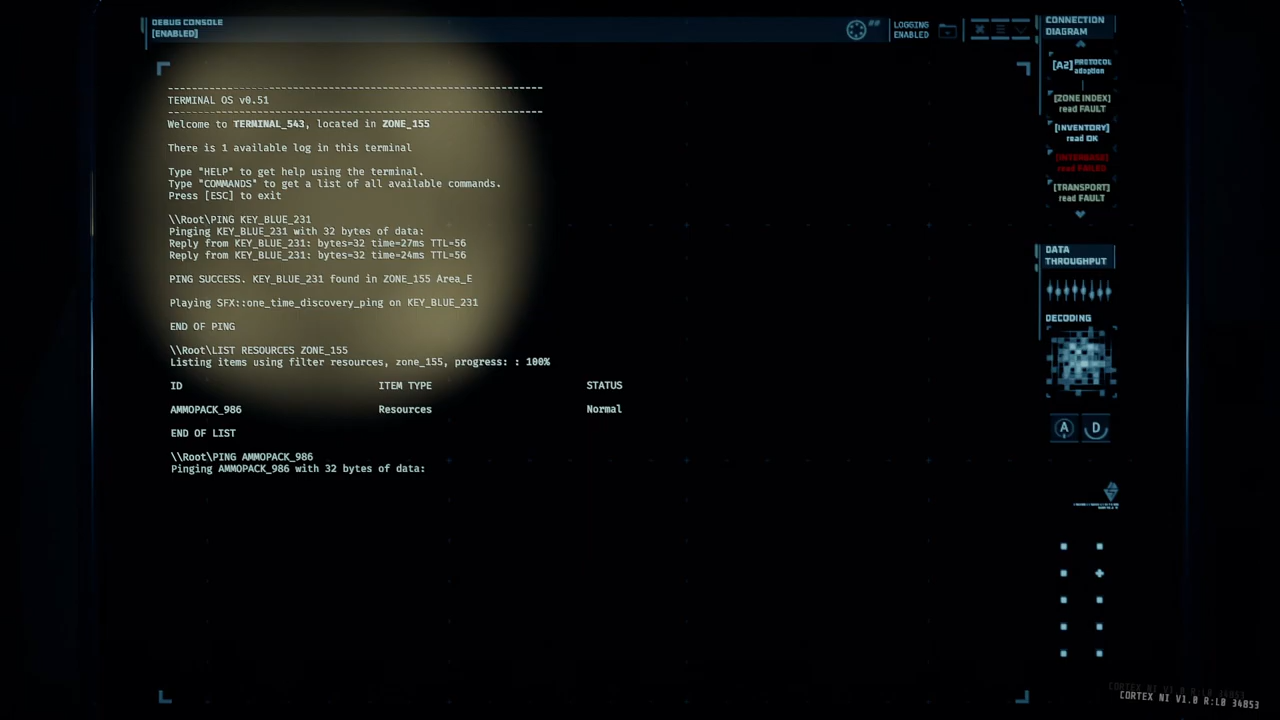 DEBUG CONSOLE
[ENABLED]
LOGGING
ENABLED
CONNECTION
DIAGRAM
[A2] PROTOCOL
adoption
[ZONE INDEX]
read FAULT
[INVENTORY]
read OK
[INTERBASE]
read FAILED
[TRANSPORT]
read FAULT
DATA
THROUGHPUT
DECODING
A D
----------------------------------------------------------------
TERMINAL OS v0.51
----------------------------------------------------------------
Welcome to TERMINAL_543, located in ZONE_155
There is 1 available log in this terminal
Type "HELP" to get help using the terminal.
Type "COMMANDS" to get a list of all available commands.
Press [ESC] to exit
\\Root\PING KEY_BLUE_231
Pinging KEY_BLUE_231 with 32 bytes of data:
Reply from KEY_BLUE_231: bytes=32 time=27ms TTL=56
Reply from KEY_BLUE_231: bytes=32 time=24ms TTL=56
PING SUCCESS. KEY_BLUE_231 found in ZONE_155 Area_E
Playing SFX::one_time_discovery_ping on KEY_BLUE_231
END OF PING
\\Root\LIST RESOURCES ZONE_155
Listing items using filter resources, zone_155, progress: : 100%
ID ITEM TYPE STATUS
AMMOPACK_986 Resources Normal
END OF LIST
\\Root\PING AMMOPACK_986
Pinging AMMOPACK_986 with 32 bytes of data:
CORTEX NI V1.0 R:L0 34853